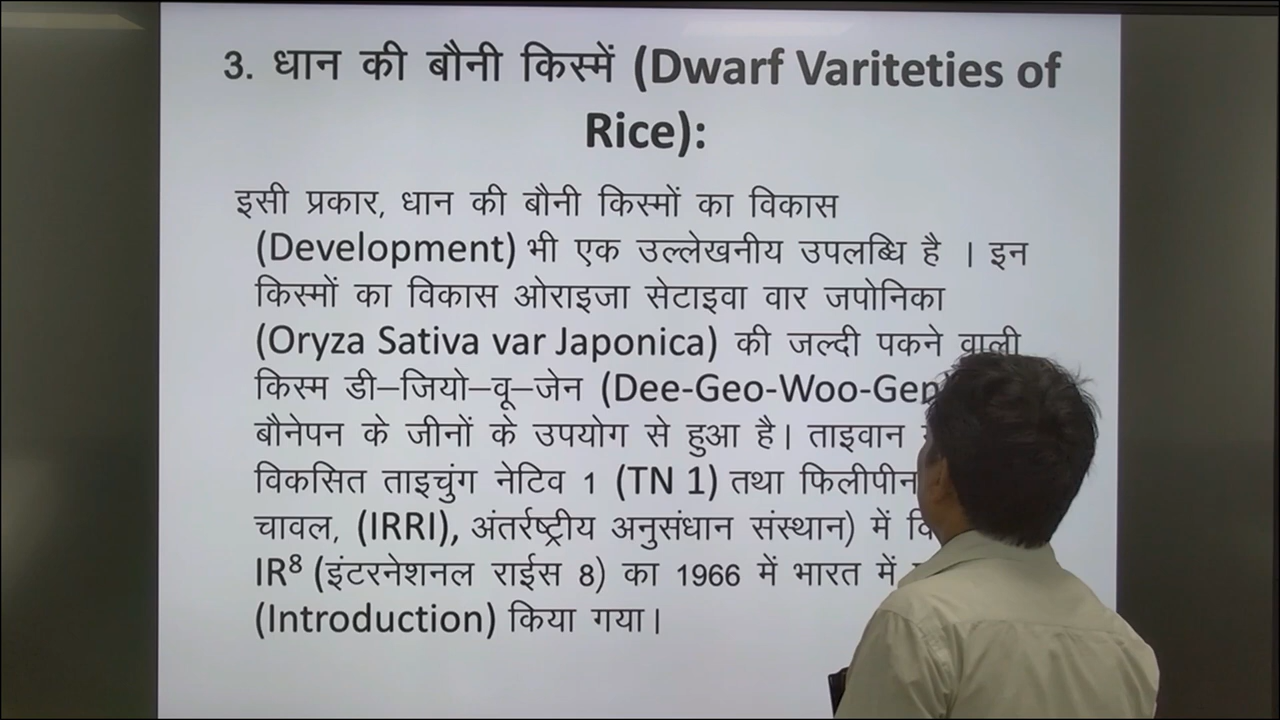 3. धान की बौनी किस्में (Dwarf Variteties of
Rice):
इसी प्रकार, धान की बौनी किस्मों का विकास
(Development) भी एक उल्लेखनीय उपलब्धि है । इन
किस्मों का विकास ओराइजा सेटाइवा वार जपोनिका
(Oryza Sativa var Japonica) की जल्दी पकने वाली
किस्म डी–जियो–वू–जेन (Dee-Geo-Woo-Gen
बौनेपन के जीनों के उपयोग से हुआ है। ताइवान
विकसित ताइचुंग नेटिव 1 (TN 1) तथा फिलीपीन
चावल, (IRRI), अंतर्राष्ट्रीय अनुसंधान संस्थान) में
IR⁸ (इंटरनेशनल राईस 8) का 1966 में भारत में
(Introduction) किया गया।